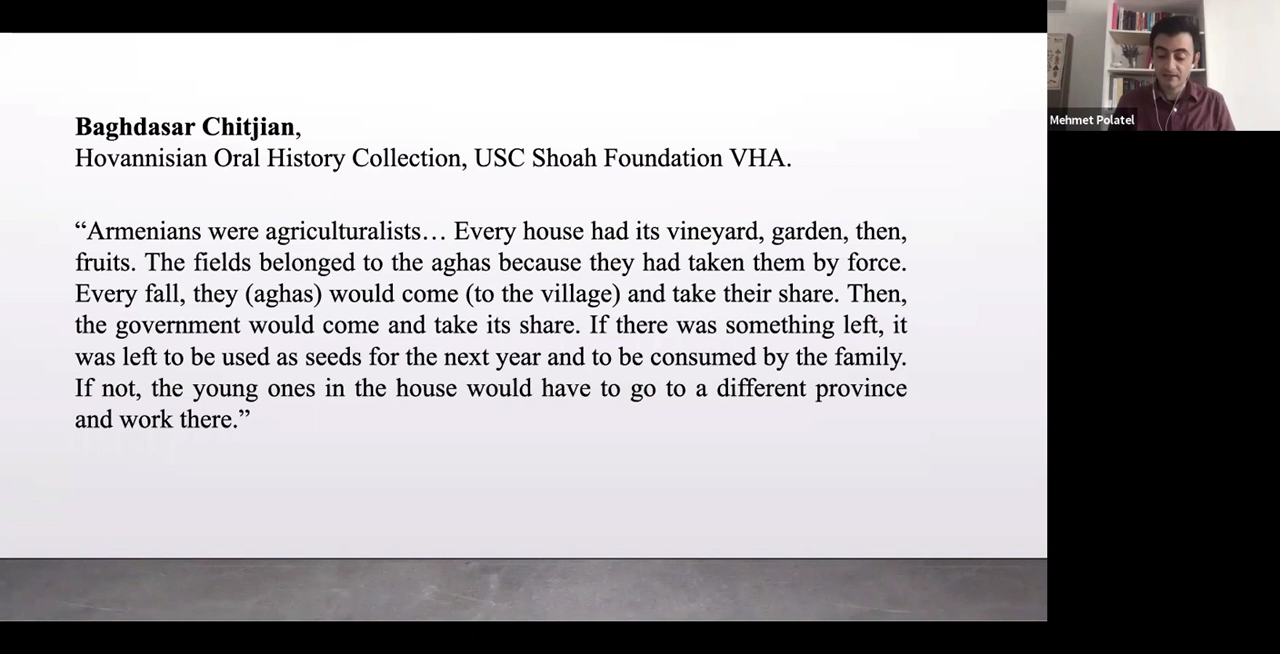 Baghdasar Chitjian,
Hovannisian Oral History Collection, USC Shoah Foundation VHA.
“Armenians were agriculturalists… Every house had its vineyard, garden, then,
fruits. The fields belonged to the aghas because they had taken them by force.
Every fall, they (aghas) would come (to the village) and take their share. Then,
the government would come and take its share. If there was something left, it
was left to be used as seeds for the next year and to be consumed by the family.
If not, the young ones in the house would have to go to a different province
and work there.”
Mehmet Polatel